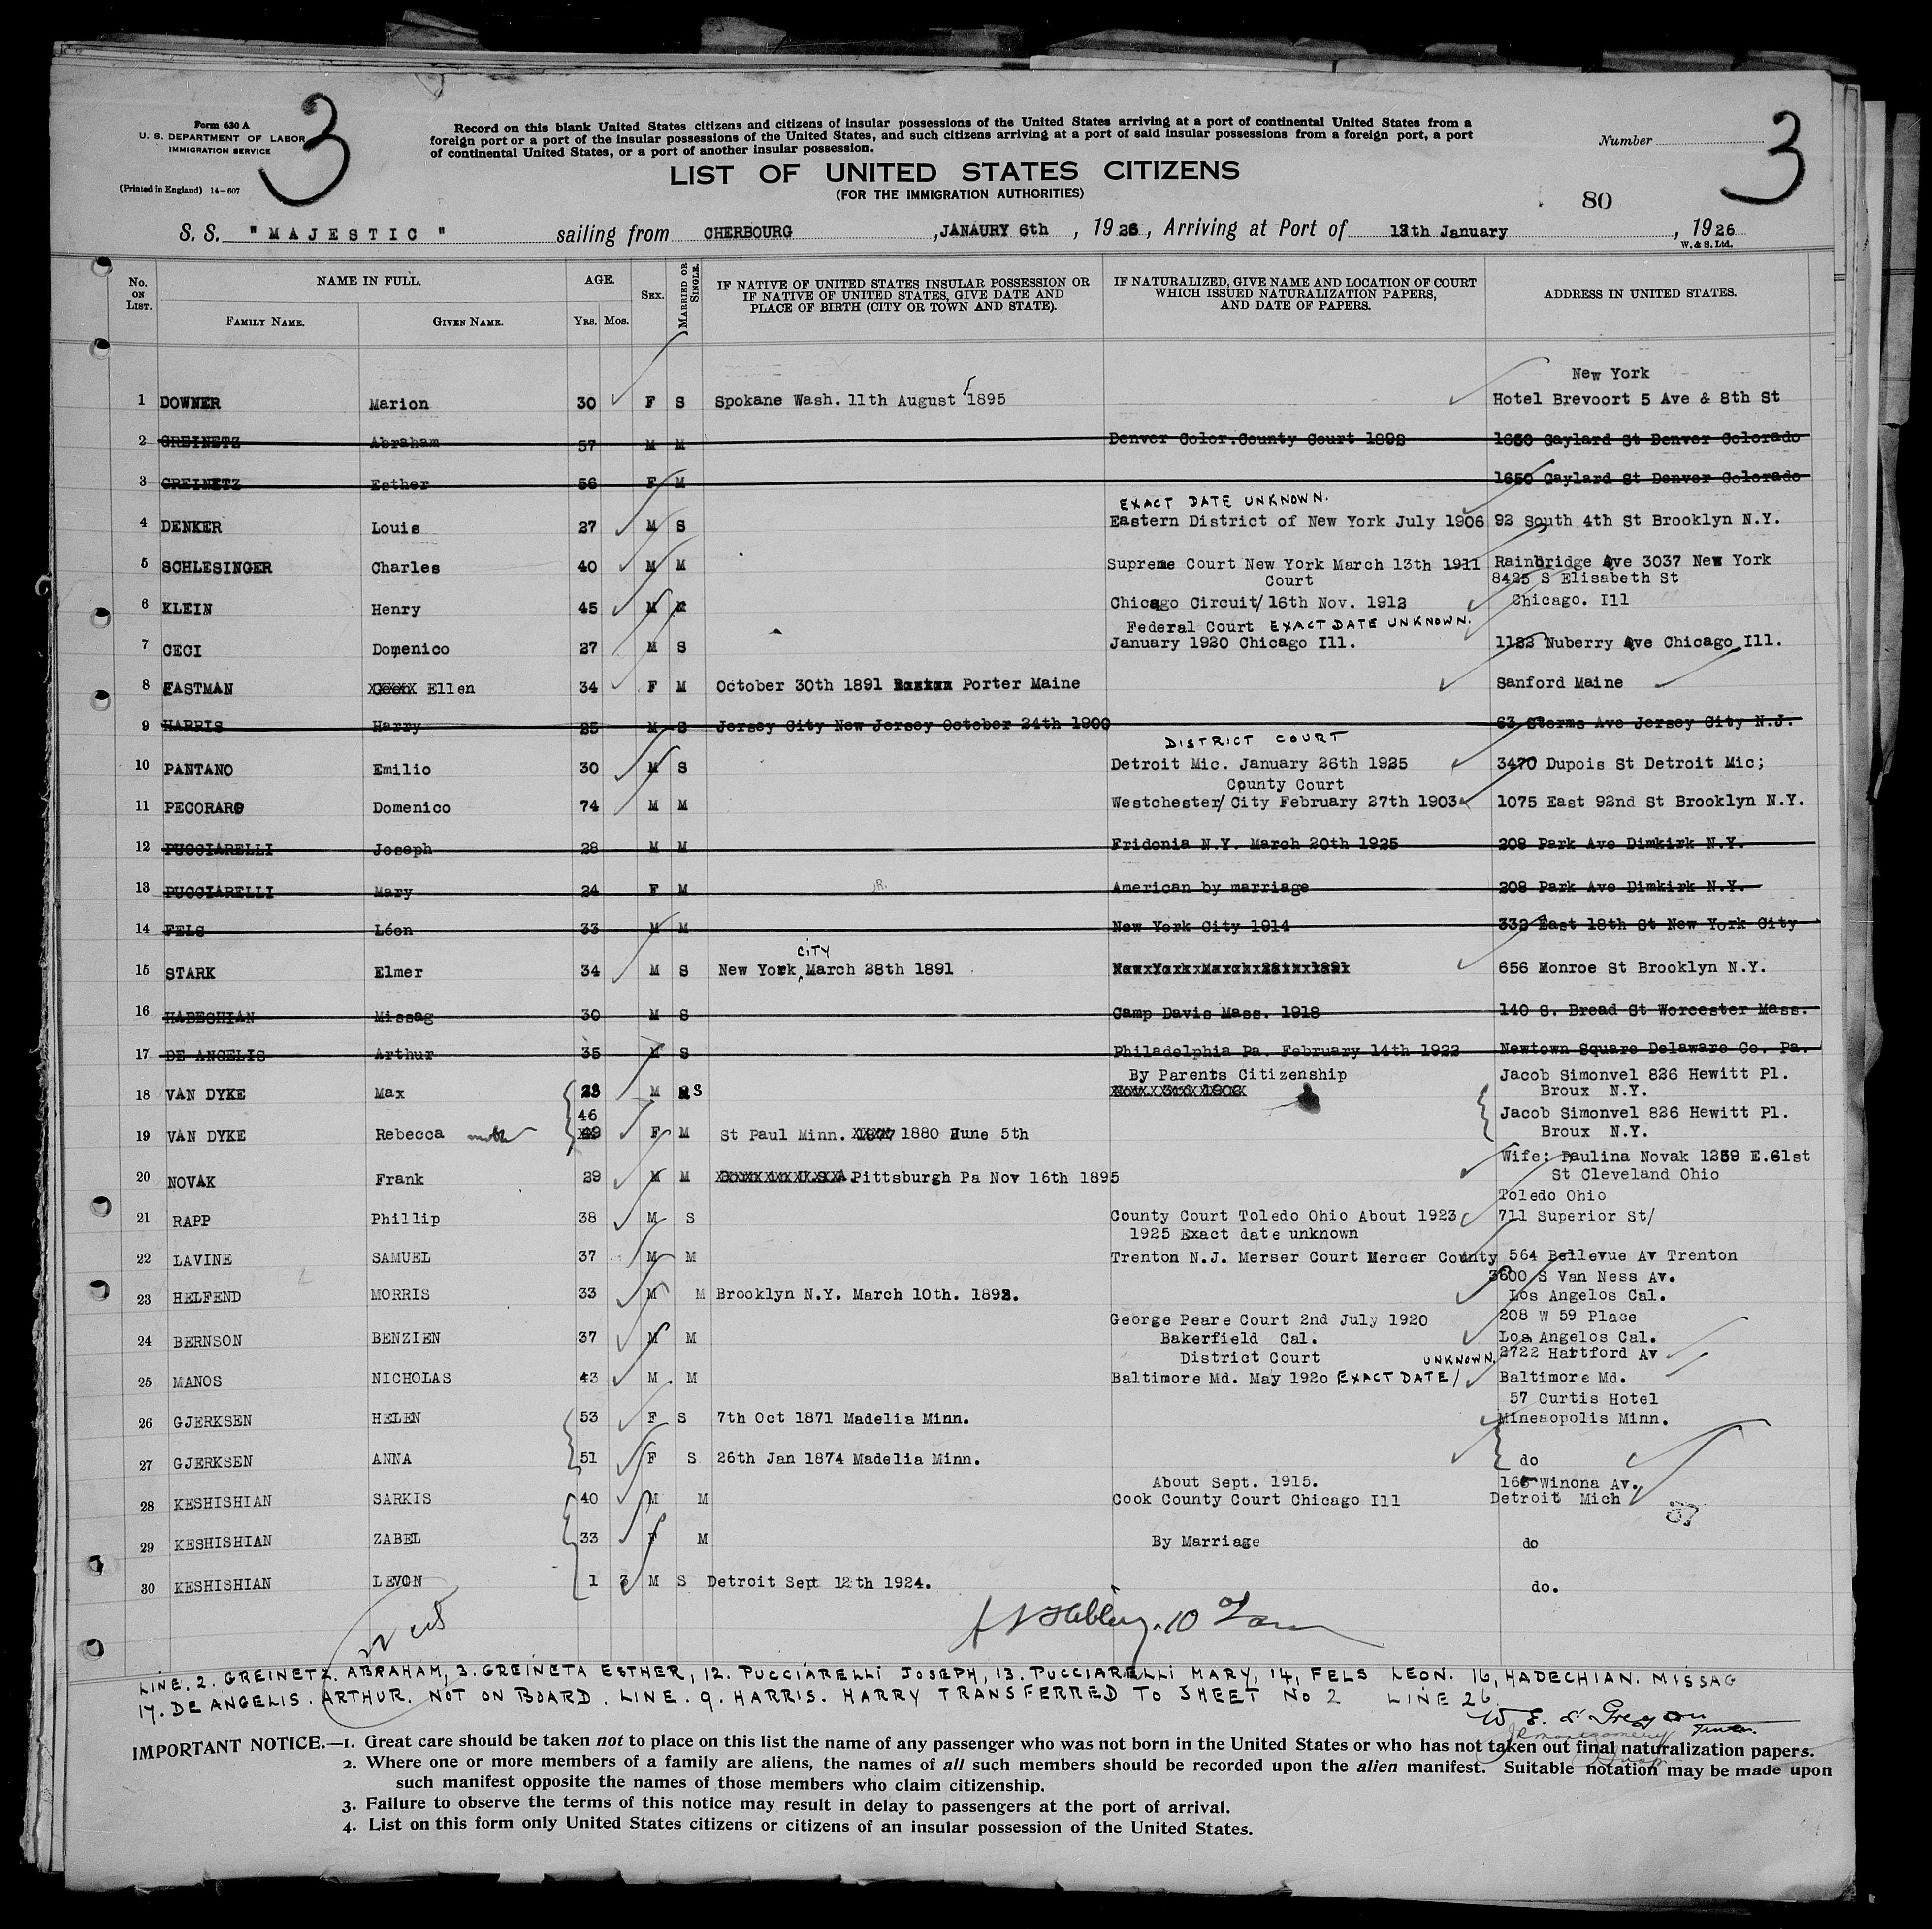 3
3
Form 630 A
U. S. DEPARTMENT OF LABOR
IMMIGRATION SERVICE
(Printed in England) 14-607
Record on this blank United States citizens and citizens of insular possessions of the United States arriving at a port of continental United States from a
foreign port or a port of the insular possessions of the United States, and such citizens arriving at a port of said insular possessions from a foreign port, a port
of continental United States, or a port of another insular possession.
Number
LIST OF UNITED STATES CITIZENS
(FOR THE IMMIGRATION AUTHORITIES)
80
S. S. "MAJESTIC" sailing from CHERBOURG, JANAURY 6th, 1926, Arriving at Port of 13th January, 1926
W. & S. Ltd.
No. ON LIST.
NAME IN FULL.
FAMILY NAME.
GIVEN NAME.
AGE.
YRS.
MOS.
SEX.
MARRIED OR SINGLE.
IF NATIVE OF UNITED STATES INSULAR POSSESSION OR
IF NATIVE OF UNITED STATES, GIVE DATE AND
PLACE OF BIRTH (CITY OR TOWN AND STATE).
IF NATURALIZED, GIVE NAME AND LOCATION OF COURT
WHICH ISSUED NATURALIZATION PAPERS,
AND DATE OF PAPERS.
ADDRESS IN UNITED STATES.
New York
1 DOWNER Marion 30 F S Spokane Wash. 11th August 1895 Hotel Brevoort 5 Ave & 8th St
2 GREINETZ Abraham 57 M M Denver Color.County Court 1898 1650 Gaylard St Denver Colorado
3 GREINETZ Esther 56 F M 1650 Gaylard St Denver Colorado
EXACT DATE UNKNOWN.
4 DENKER Louis 27 M S Eastern District of New York July 1906 92 South 4th St Brooklyn N.Y.
5 SCHLESINGER Charles 40 M M Supreme Court New York March 13th 1911 Rainbridge Ave 3037 New York
Court 8425 S Elisabeth St
6 KLEIN Henry 45 M M Chicago Circuit/ 16th Nov. 1912 Chicago. Ill
Federal Court EXACT DATE UNKNOWN.
7 CECI Domenico 27 M S January 1920 Chicago Ill. 1122 Nuberry Ave Chicago Ill.
8 EASTMAN Ellen 34 F M October 30th 1891 Porter Maine Sanford Maine
9 HARRIS Harry 25 M S Jersey City New Jersey October 24th 1900 63 Storms Ave Jersey City N.J.
DISTRICT COURT
10 PANTANO Emilio 30 M S Detroit Mic. January 26th 1925 3470 Dupois St Detroit Mic;
County Court
11 PECORARO Domenico 74 M M Westchester/ City February 27th 1903 1075 East 92nd St Brooklyn N.Y.
12 PUCCIARELLI Joseph 28 M M Fridonia N.Y. March 20th 1925 208 Park Ave Dimkirk N.Y.
13 PUCCIARELLI Mary 24 F M American by marriage 208 Park Ave Dimkirk N.Y.
14 FELS Léon 33 M M New York City 1914 332 East 18th St New York City
CITY
15 STARK Elmer 34 M S New York, March 28th 1891 656 Monroe St Brooklyn N.Y.
16 HADECHIAN Missag 30 M S Camp Davis Mass. 1918 140 S. Bread St Worcester Mass.
17 DE ANGELIS Arthur 35 M S Philadelphia Pa. February 14th 1922 Newtown Square Delaware Co. Pa.
By Parents Citizenship Jacob Simonvel 826 Hewitt Pl.
18 VAN DYKE Max 23 M S Broux N.Y.
46 Jacob Simonvel 826 Hewitt Pl.
19 VAN DYKE Rebecca F M St Paul Minn. 1880 June 5th Broux N.Y.
Wife: Paulina Novak 1259 E.61st
20 NOVAK Frank 29 M M Pittsburgh Pa Nov 16th 1895 St Cleveland Ohio
Toledo Ohio
21 RAPP Phillip 38 M S County Court Toledo Ohio About 1923 711 Superior St/
1925 Exact date unknown
22 LAVINE SAMUEL 37 M M Trenton N.J. Merser Court Mercer County 564 Bellevue Av Trenton
3600 S Van Ness Av.
23 HELFEND MORRIS 33 M M Brooklyn N.Y. March 10th. 1892. Los Angelos Cal.
George Peare Court 2nd July 1920 208 W 59 Place
24 BERNSON BENZIEN 37 M M Bakerfield Cal. Los Angelos Cal.
District Court UNKNOWN. 2722 Hartford Av
25 MANOS NICHOLAS 43 M. M Baltimore Md. May 1920 EXACT DATE/ Baltimore Md.
57 Curtis Hotel
26 GJERKSEN HELEN 53 F S 7th Oct 1871 Madelia Minn. Mineaopolis Minn.
27 GJERKSEN ANNA 51 F S 26th Jan 1874 Madelia Minn. do
About Sept. 1915. 165 Winona Av.
28 KESHISHIAN SARKIS 40 M M Cook County Court Chicago Ill Detroit Mich
37
29 KESHISHIAN ZABEL 33 F M By Marriage do
30 KESHISHIAN LEVON 1 3 M S Detroit Sept 12th 1924. do.
LINE. 2. GREINETZ. ABRAHAM, 3. GREINETA ESTHER, 12. PUCCIARELLI JOSEPH, 13. PUCCIARELLI MARY, 14, FELS LEON. 16, HADECHIAN. MISSAG
17. DE ANGELIS. ARTHUR. NOT ON BOARD. LINE. 9. HARRIS. HARRY TRANSFERRED TO SHEET No 2 LINE 26.
IMPORTANT NOTICE.—1. Great care should be taken not to place on this list the name of any passenger who was not born in the United States or who has not taken out final naturalization papers.
2. Where one or more members of a family are aliens, the names of all such members should be recorded upon the alien manifest. Suitable notation may be made upon
such manifest opposite the names of those members who claim citizenship.
3. Failure to observe the terms of this notice may result in delay to passengers at the port of arrival.
4. List on this form only United States citizens or citizens of an insular possession of the United States.